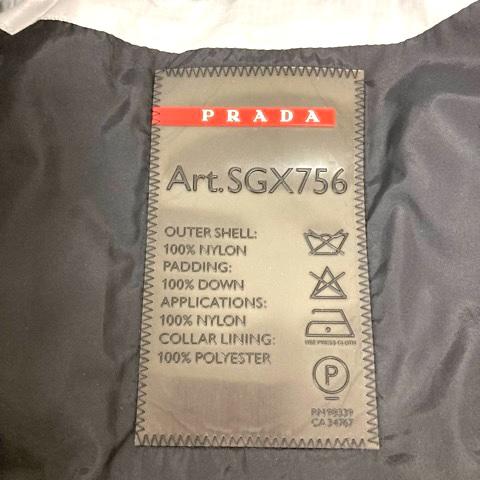 PRADA
Art.SGX756
OUTER SHELL:
100% NYLON
PADDING:
100% DOWN
APPLICATIONS:
100% NYLON
COLLAR LINING:
100% POLYESTER
USE PRESS CLOTH
P
RN 98339
CA 34767